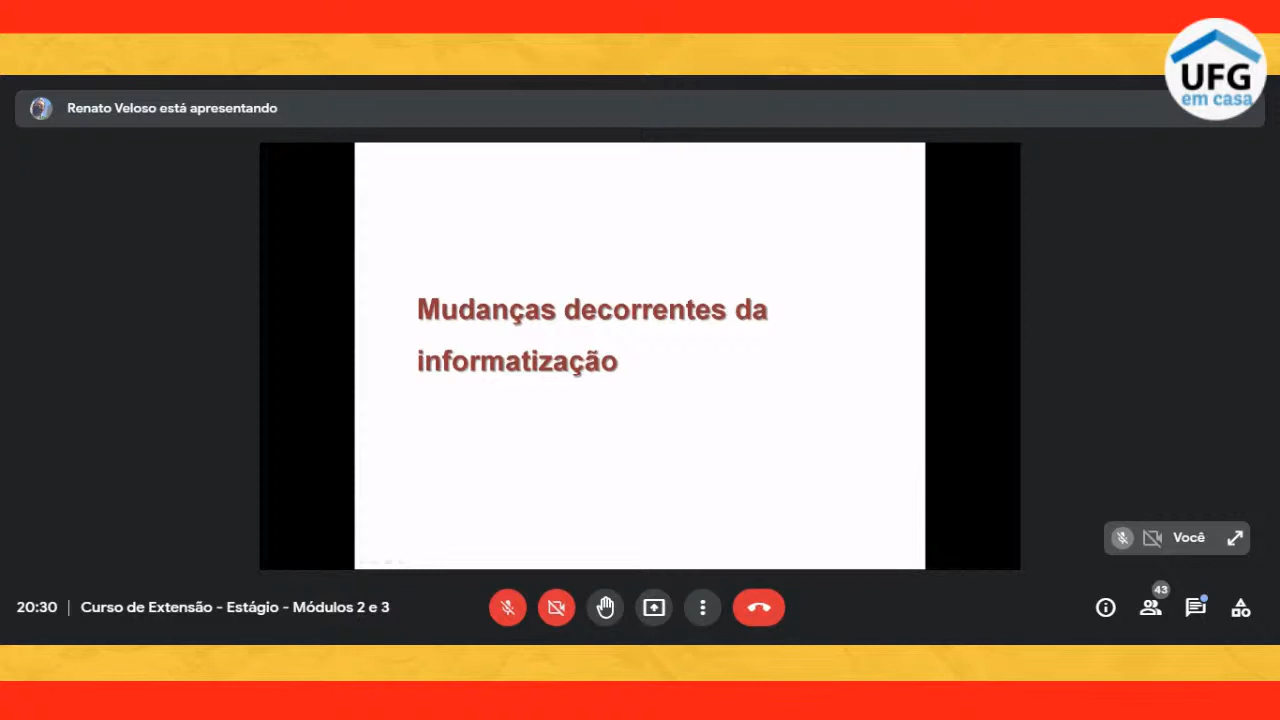 UFG
em casa
Renato Veloso está apresentando
Mudanças decorrentes da
informatização
Você
20:30 | Curso de Extensão - Estágio - Módulos 2 e 3
43